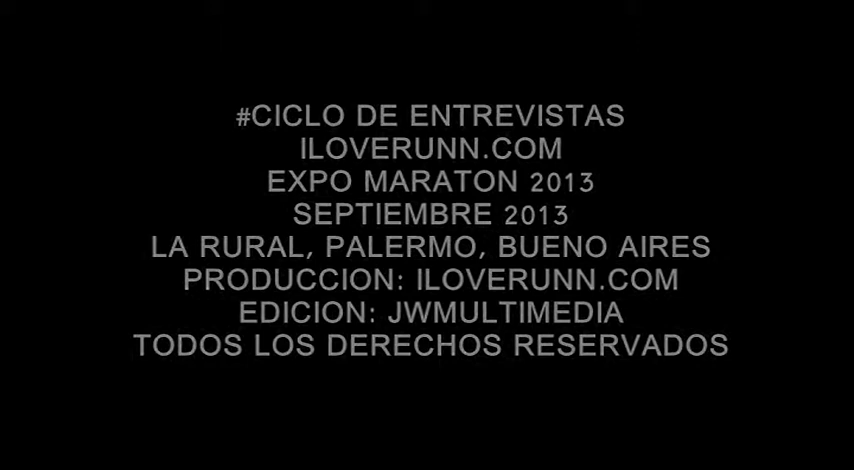 #CICLO DE ENTREVISTAS
ILOVERUNN.COM
EXPO MARATON 2013
SEPTIEMBRE 2013
LA RURAL, PALERMO, BUENO AIRES
PRODUCCION: ILOVERUNN.COM
EDICION: JWMULTIMEDIA
TODOS LOS DERECHOS RESERVADOS